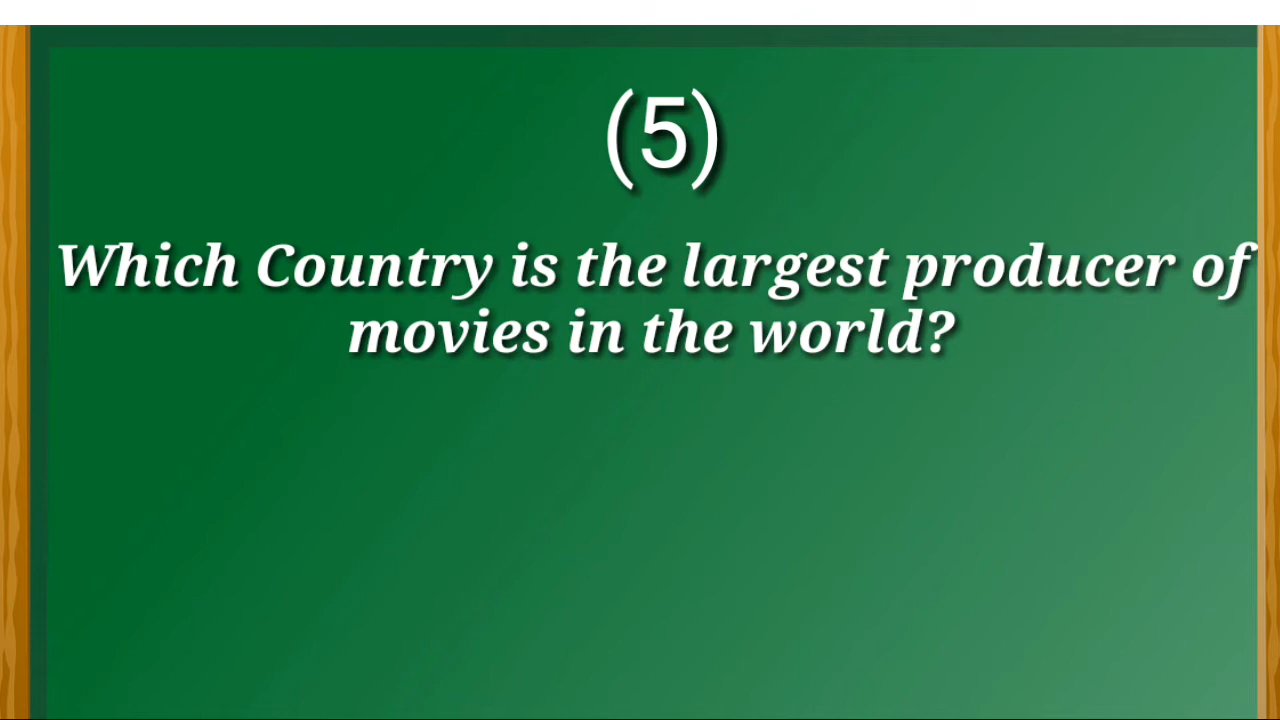 (5)
Which Country is the largest producer of
movies in the world?